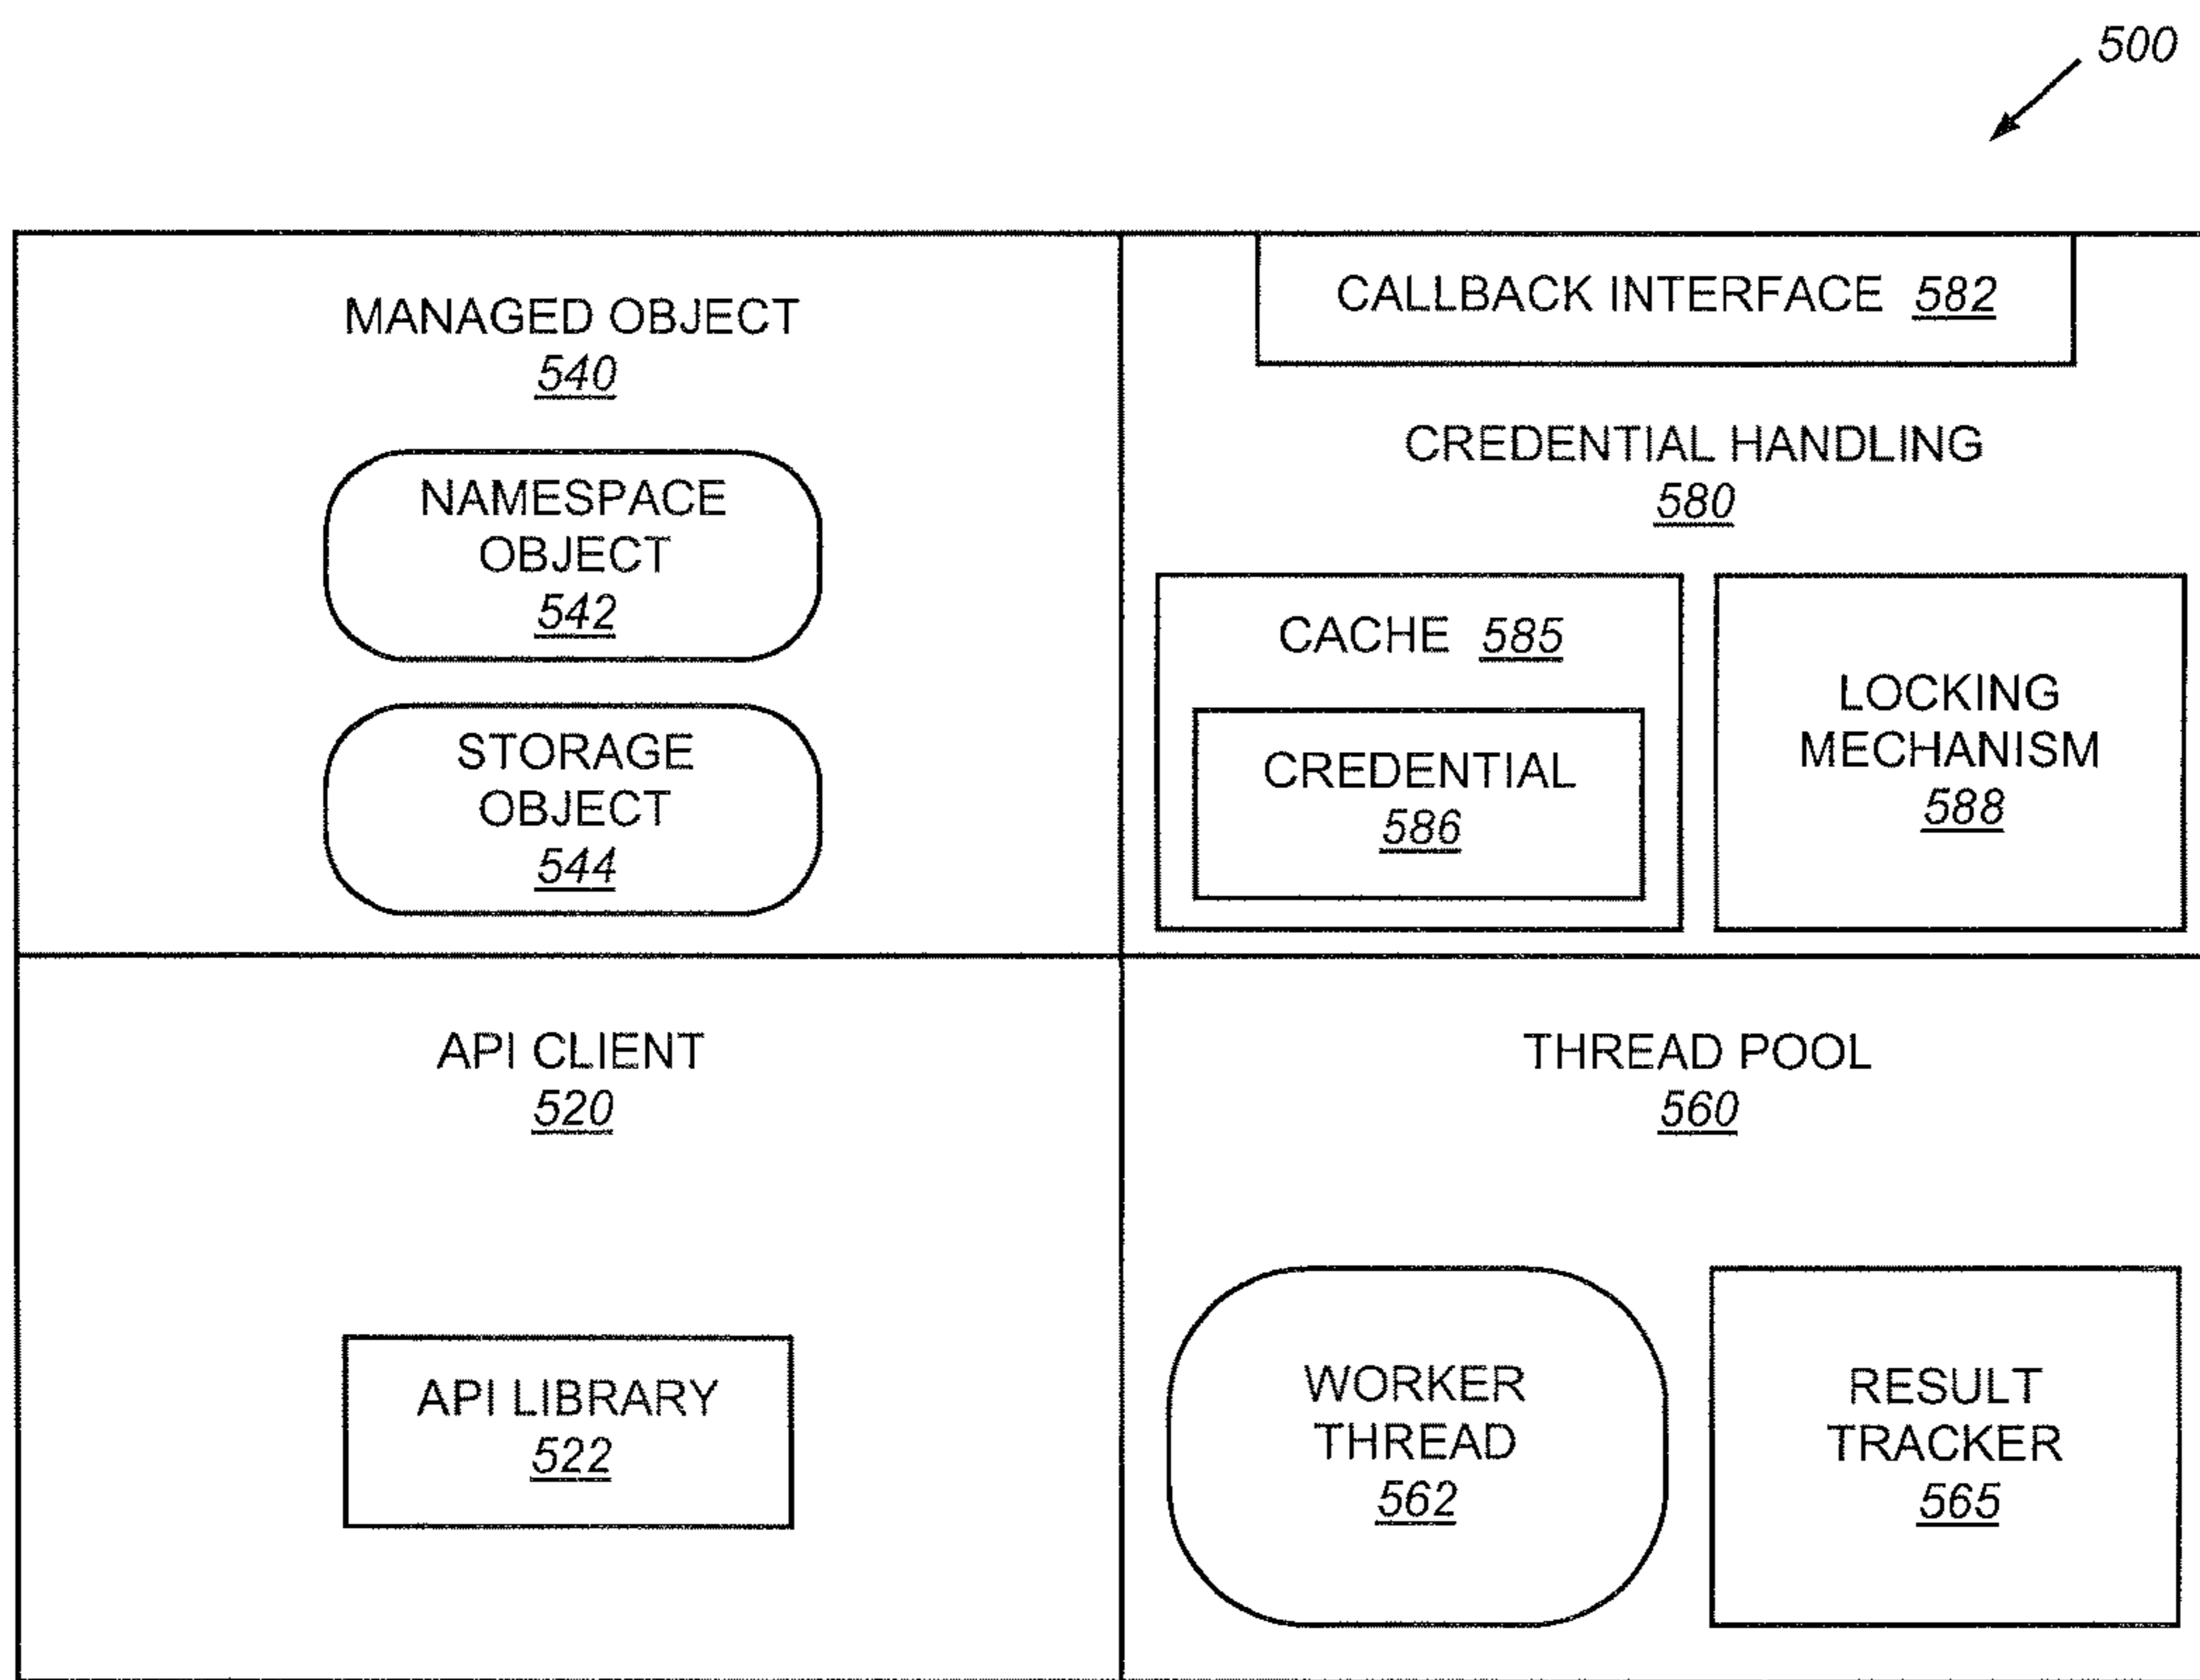 500
MANAGED OBJECT
540
NAMESPACE
OBJECT
542
STORAGE
OBJECT
544
CALLBACK INTERFACE 582
CREDENTIAL HANDLING
580
CACHE 585
CREDENTIAL
586
LOCKING
MECHANISM
588
API CLIENT
520
API LIBRARY
522
THREAD POOL
560
WORKER
THREAD
562
RESULT
TRACKER
565